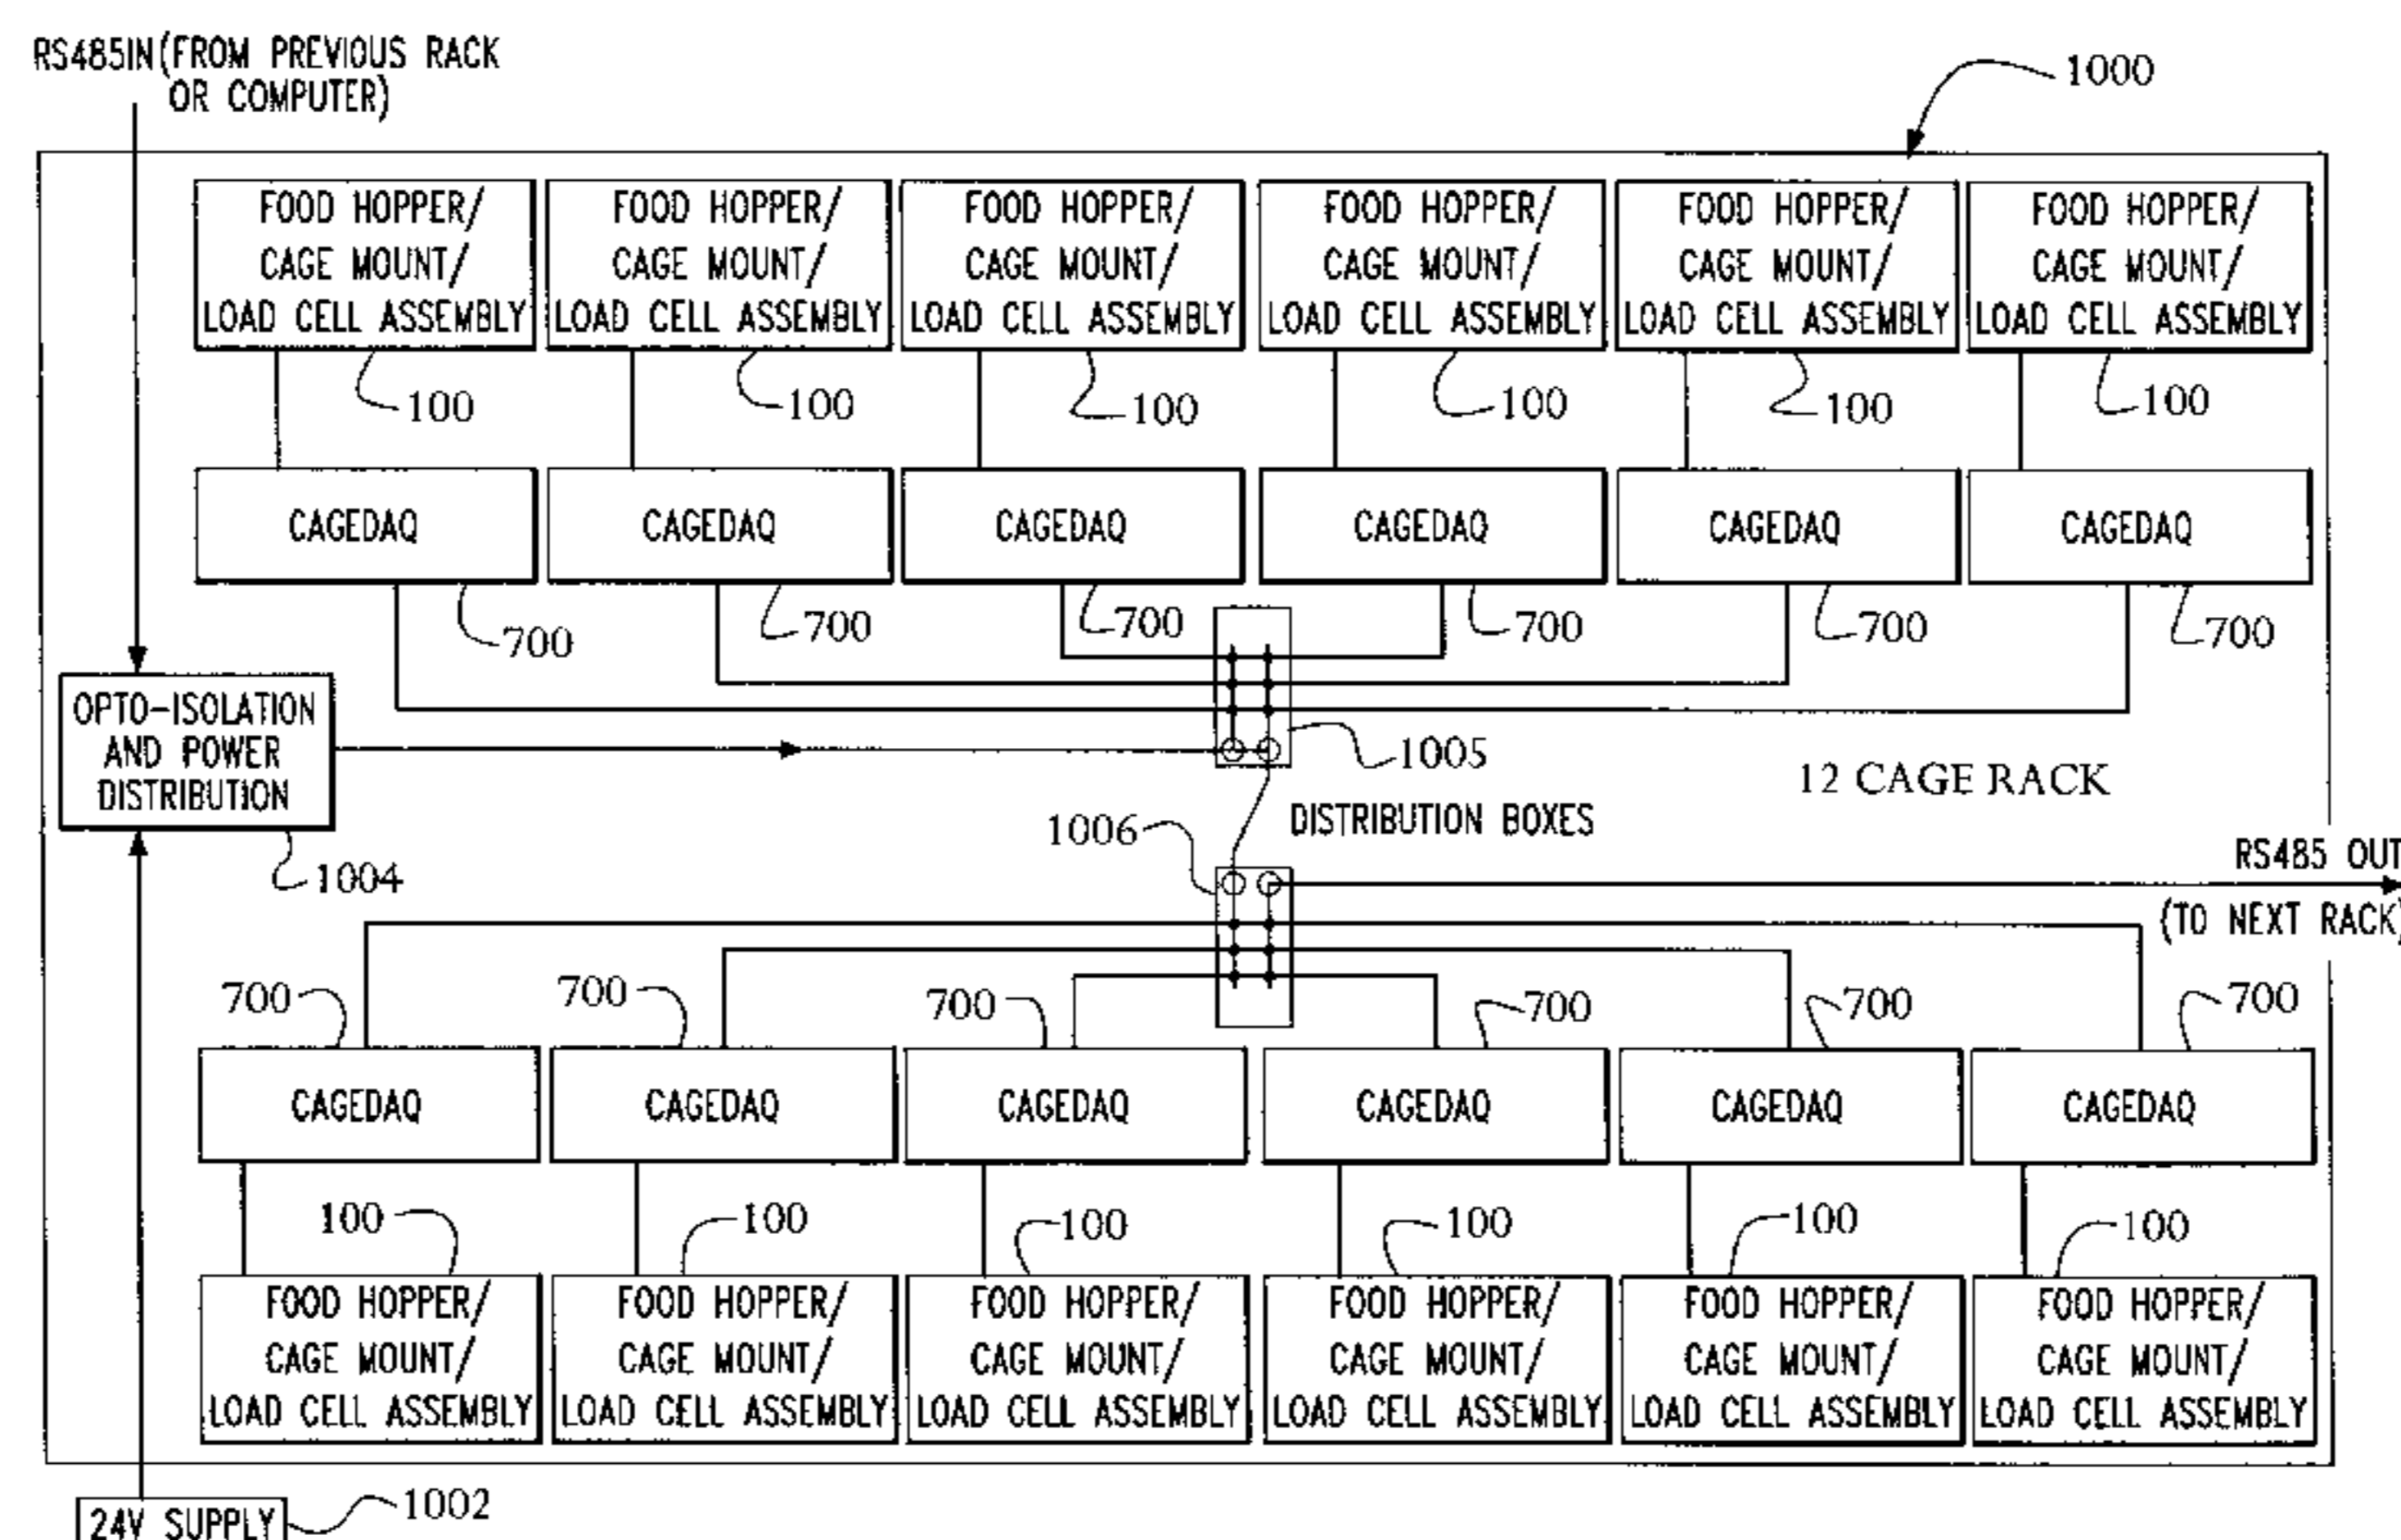 RS485IN (FROM PREVIOUS RACK
OR COMPUTER)
1000
FOOD HOPPER/
CAGE MOUNT/
LOAD CELL ASSEMBLY
FOOD HOPPER/
CAGE MOUNT/
LOAD CELL ASSEMBLY
FOOD HOPPER/
CAGE MOUNT/
LOAD CELL ASSEMBLY
FOOD HOPPER/
CAGE MOUNT/
LOAD CELL ASSEMBLY
FOOD HOPPER/
CAGE MOUNT/
LOAD CELL ASSEMBLY
FOOD HOPPER/
CAGE MOUNT/
LOAD CELL ASSEMBLY
100
100
100
100
100
100
CAGEDAQ
CAGEDAQ
CAGEDAQ
CAGEDAQ
CAGEDAQ
CAGEDAQ
700
700
700
700
700
700
OPTO-ISOLATION
AND POWER
DISTRIBUTION
1004
1005
12 CAGE RACK
1006
DISTRIBUTION BOXES
RS485 OUT
(TO NEXT RACK)
700
700
700
700
700
700
CAGEDAQ
CAGEDAQ
CAGEDAQ
CAGEDAQ
CAGEDAQ
CAGEDAQ
100
100
100
100
100
100
FOOD HOPPER/
CAGE MOUNT/
LOAD CELL ASSEMBLY
FOOD HOPPER/
CAGE MOUNT/
LOAD CELL ASSEMBLY
FOOD HOPPER/
CAGE MOUNT/
LOAD CELL ASSEMBLY
FOOD HOPPER/
CAGE MOUNT/
LOAD CELL ASSEMBLY
FOOD HOPPER/
CAGE MOUNT/
LOAD CELL ASSEMBLY
FOOD HOPPER/
CAGE MOUNT/
LOAD CELL ASSEMBLY
24V SUPPLY
1002